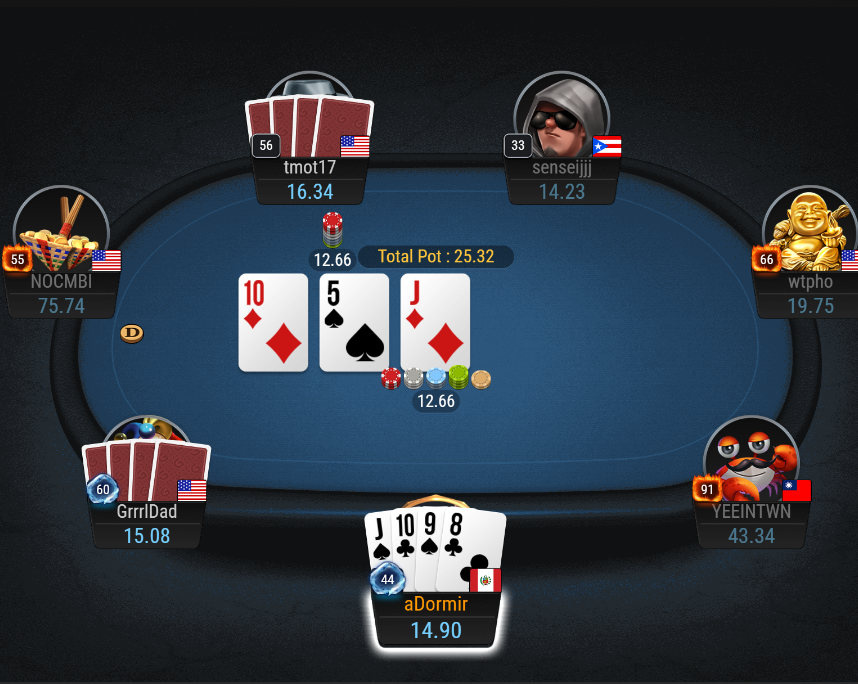 56
tmot17
16.34
33
senseijjj
14.23
55
NOCMBI
75.74
66
wtpho
19.75
12.66
Total Pot : 25.32
10
5
J
D
12.66
60
GrrrlDad
15.08
J 10 9 8
44
aDormir
14.90
91
YEEINTWN
43.34